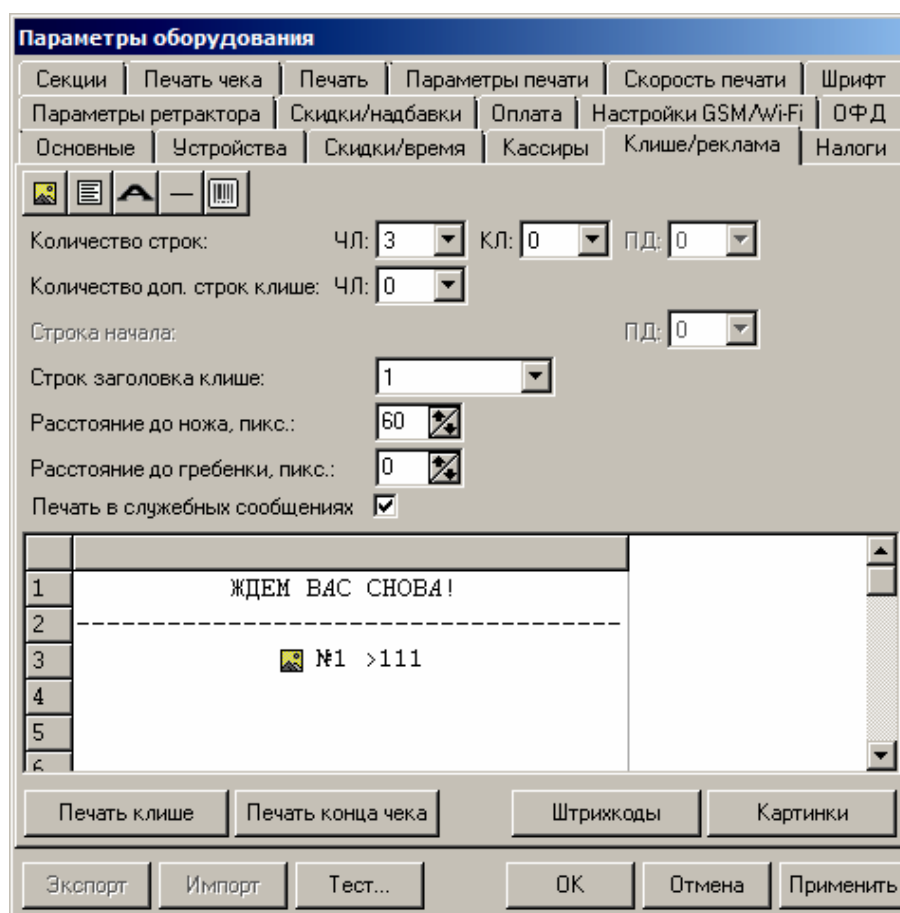 Параметры оборудования
Секции Печать чека Печать Параметры печати Скорость печати Шрифт
Параметры ретрактора Скидки/надбавки Оплата Настройки GSM/Wi-Fi ОФД
Основные Устройства Скидки/время Кассиры Клише/реклама Налоги
Количество строк: ЧЛ: 3 КЛ: 0 ПД: 0
Количество доп. строк клише: ЧЛ: 0
Строка начала: ПД: 0
Строк заголовка клише: 1
Расстояние до ножа, пикс.: 60
Расстояние до гребенки, пикс.: 0
Печать в служебных сообщениях
1 ЖДЕМ ВАС СНОВА!
2 ------------------------------------
3 №1 >111
4
5
6
Печать клише Печать конца чека Штрихкоды Картинки
Экспорт Импорт Тест... OK Отмена Применить